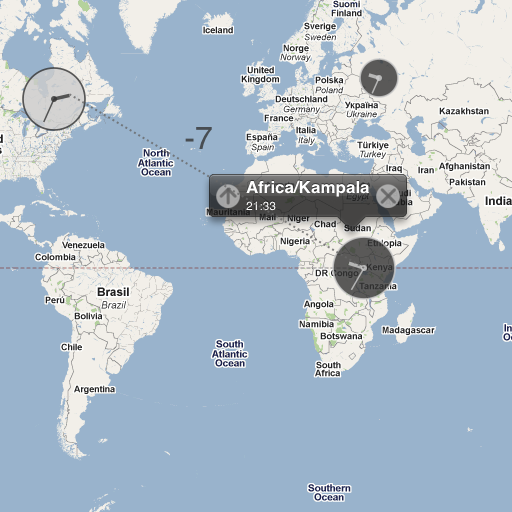 Suomi
Finland
Iceland
Sverige
Sweden
Norge
Norway
United
Kingdom
Polska
Poland
Deutschland
Germany
Україна
Ukraine
Kazakhstan
France
France
Italia
Italy
España
Spain
Türkiye
Turkey
-7
North
Atlantic
Ocean
Iraq
Iran
Afghanistan
Pakistan
India
Africa/Kampala
21:33
Egypt
Mauritania
Mali
Niger
Chad
Sudan
Nigeria
Ethiopia
Venezuela
Colombia
DR Congo
Kenya
Tanzania
Perú
Brasil
Brazil
Bolivia
Angola
Namibia
Botswana
Madagascar
Chile
South
Atlantic
Ocean
South
Africa
Argentina
Southern
Ocean